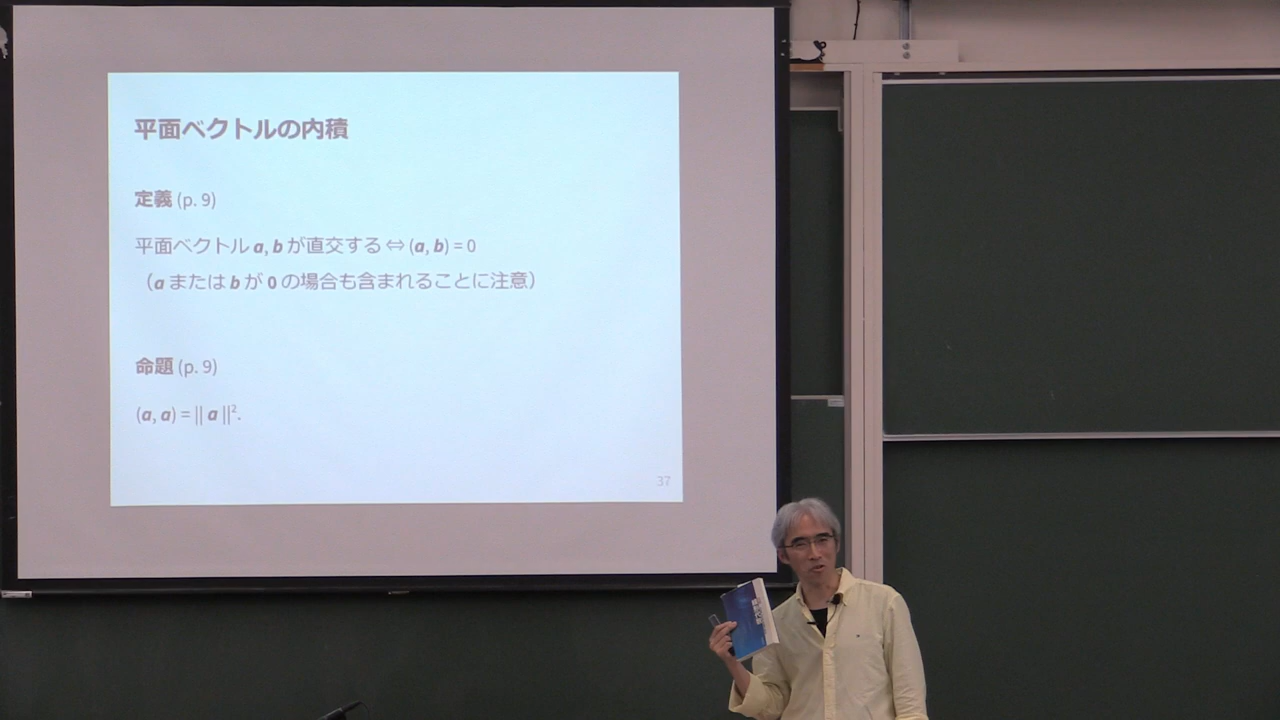 平面ベクトルの内積
定義 (p. 9)
平面ベクトル a, b が直交する ⇔ (a, b) = 0
（a または b が 0 の場合も含まれることに注意）
命題 (p. 9)
(a, a) = || a ||².
37